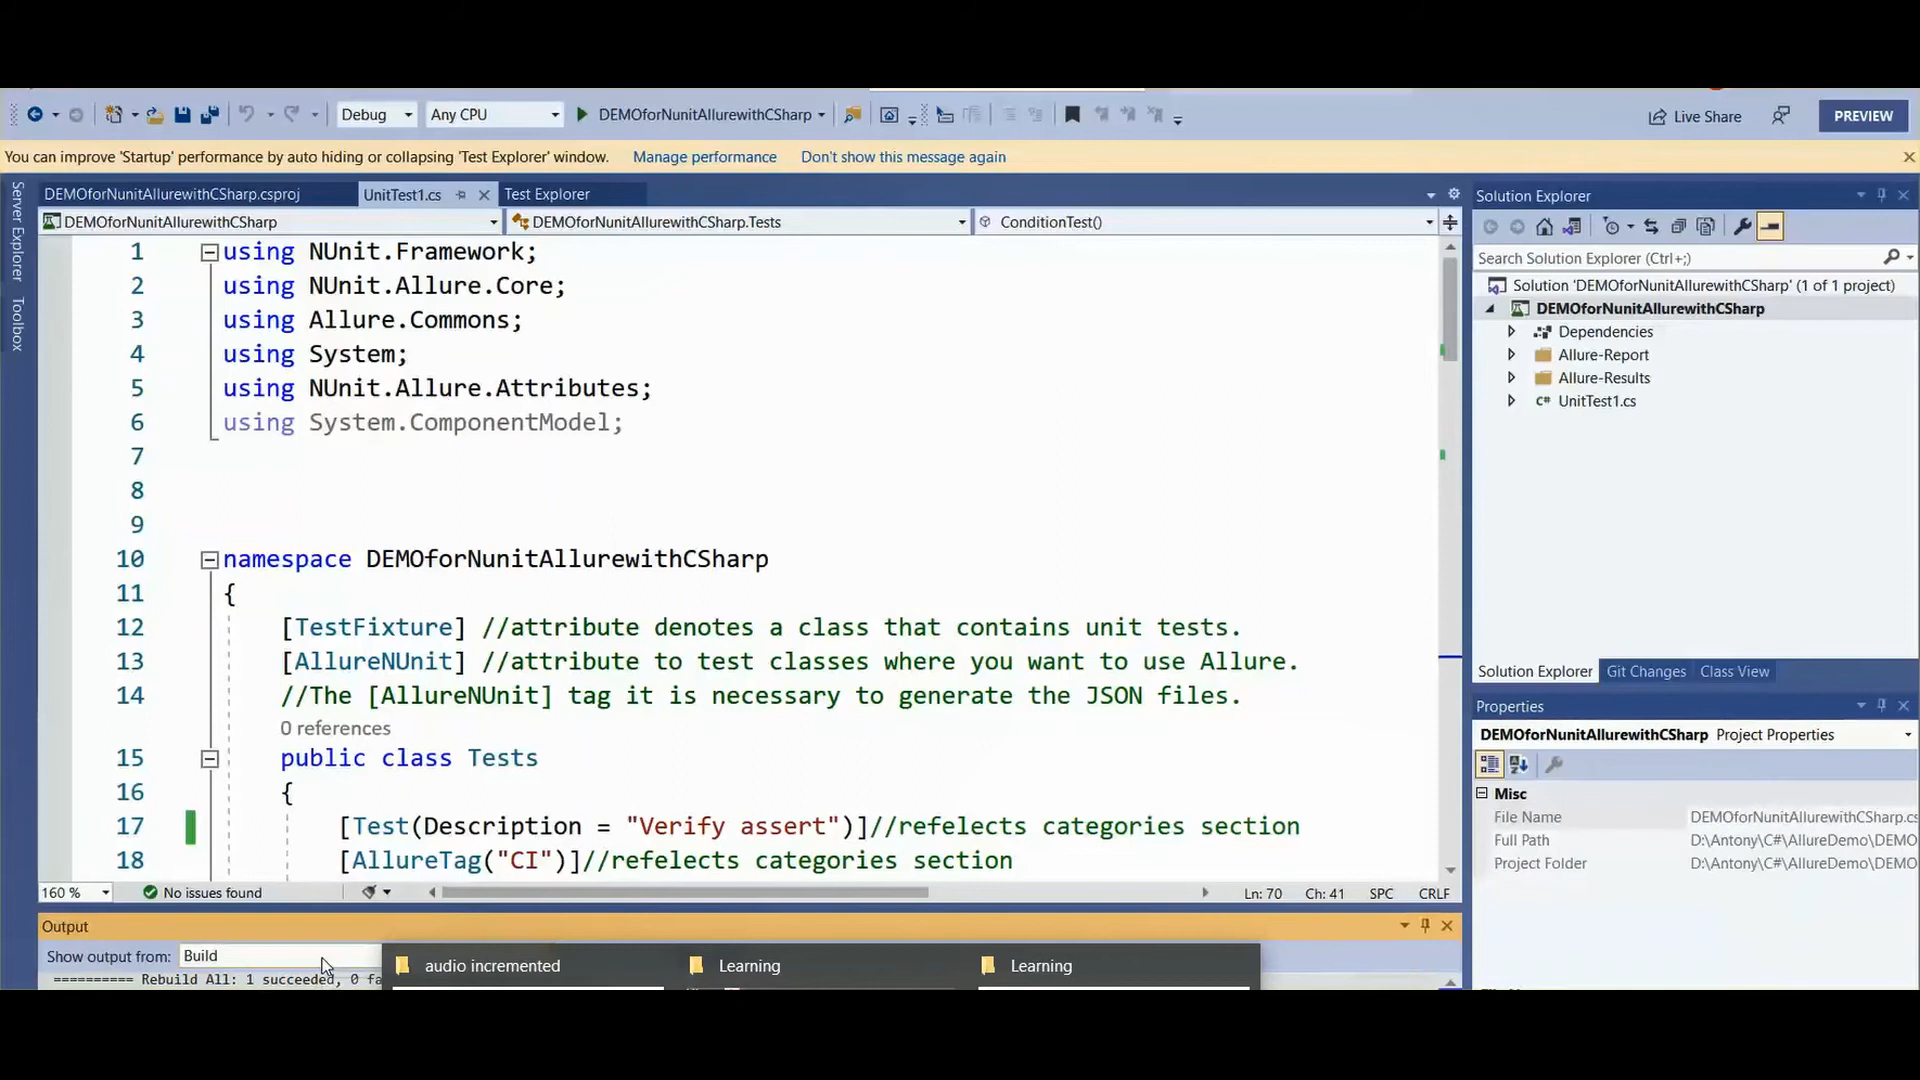 Debug
Any CPU
DEMOforNunitAllurewithCSharp
Live Share
PREVIEW
You can improve 'Startup' performance by auto hiding or collapsing 'Test Explorer' window. Manage performance Don't show this message again
Server Explorer
Toolbox
DEMOforNunitAllurewithCSharp.csproj
UnitTest1.cs
Test Explorer
DEMOforNunitAllurewithCSharp
DEMOforNunitAllurewithCSharp.Tests
ConditionTest()
1 using NUnit.Framework;
2 using NUnit.Allure.Core;
3 using Allure.Commons;
4 using System;
5 using NUnit.Allure.Attributes;
6 using System.ComponentModel;
7
8
9
10 namespace DEMOforNunitAllurewithCSharp
11 {
12 [TestFixture] //attribute denotes a class that contains unit tests.
13 [AllureNUnit] //attribute to test classes where you want to use Allure.
14 //The [AllureNUnit] tag it is necessary to generate the JSON files.
0 references
15 public class Tests
16 {
17 [Test(Description = "Verify assert")]//refelects categories section
18 [AllureTag("CI")]//refelects categories section
160 %
No issues found
Ln: 70 Ch: 41 SPC CRLF
Output
Show output from: Build
========== Rebuild All: 1 succeeded, 0 fa
audio incremented
Learning
Learning
Solution Explorer
Search Solution Explorer (Ctrl+;)
Solution 'DEMOforNunitAllurewithCSharp' (1 of 1 project)
DEMOforNunitAllurewithCSharp
Dependencies
Allure-Report
Allure-Results
C# UnitTest1.cs
Solution Explorer Git Changes Class View
Properties
DEMOforNunitAllurewithCSharp Project Properties
Misc
File Name DEMOforNunitAllurewithCSharp.cs
Full Path D:\Antony\C#\AllureDemo\DEMO
Project Folder D:\Antony\C#\AllureDemo\DEMO